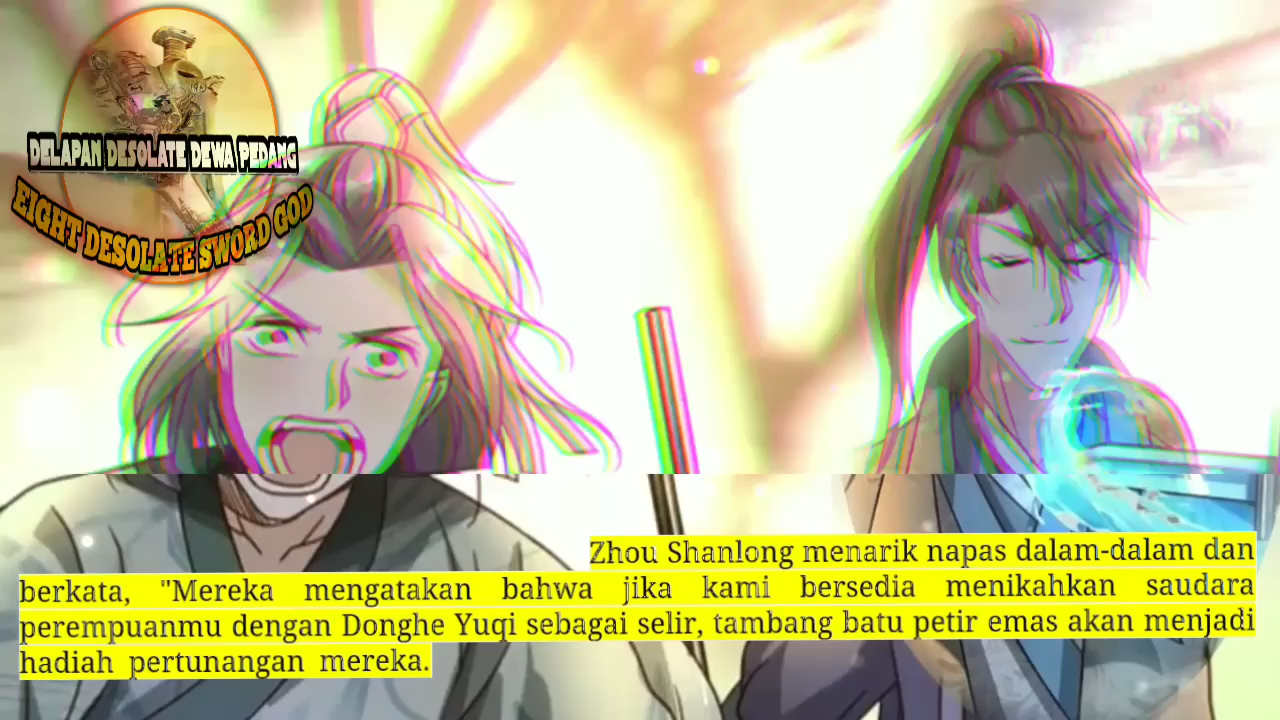 DELAPAN DESOLATE DEWA PEDANG
EIGHT DESOLATE SWORD GOD
Zhou Shanlong menarik napas dalam-dalam dan
berkata, "Mereka mengatakan bahwa jika kami bersedia menikahkan saudara
perempuanmu dengan Donghe Yuqi sebagai selir, tambang batu petir emas akan menjadi
hadiah pertunangan mereka.